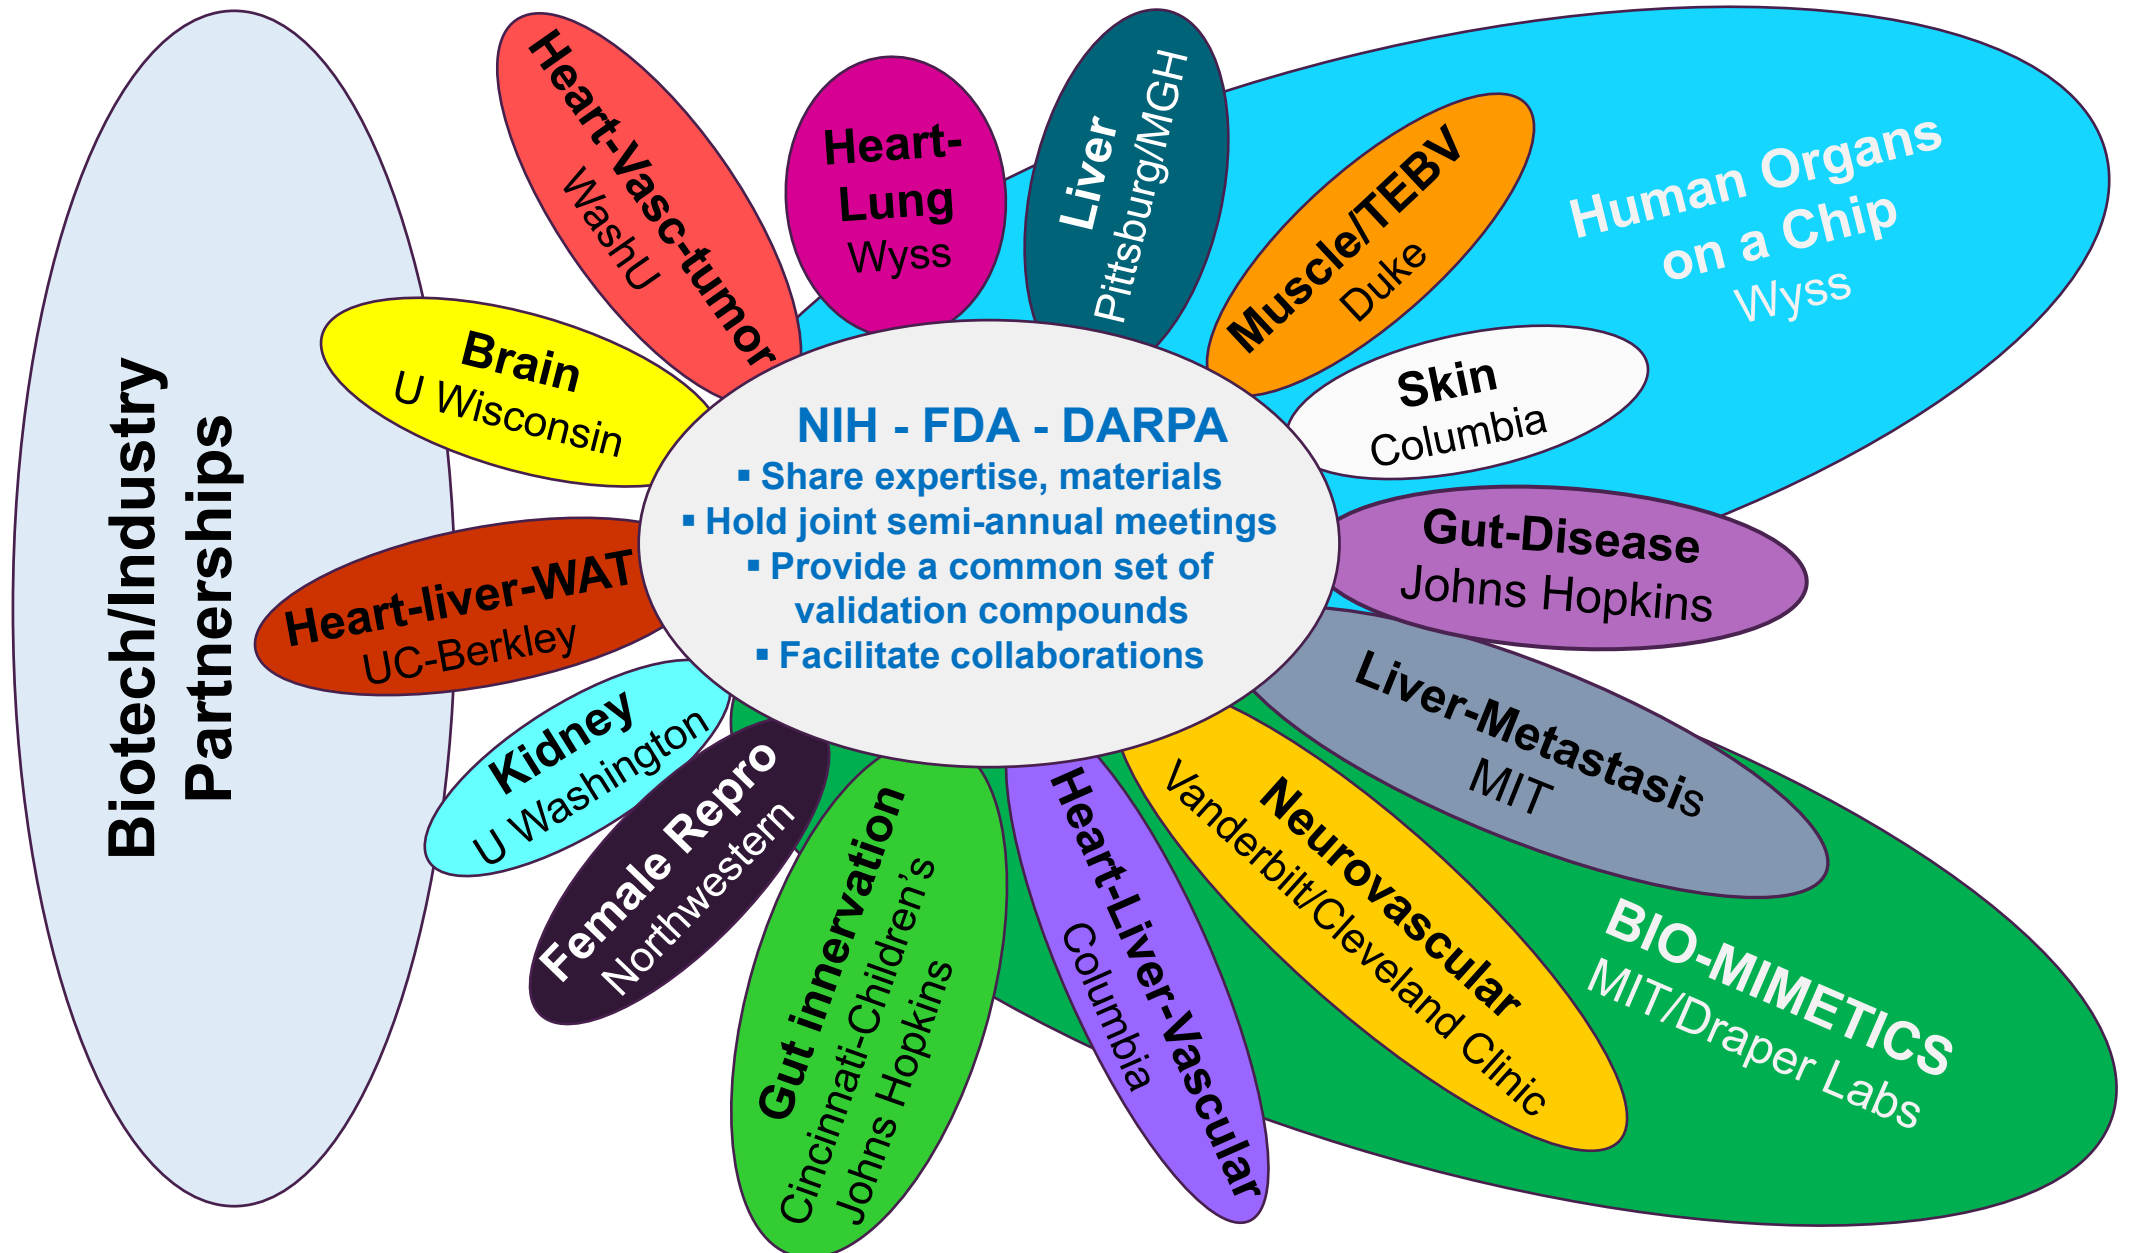 Biotech/Industry
Partnerships
Heart-Vasc-tumor
WashU
Heart-
Lung
Wyss
Liver
Pittsburg/MGH
Muscle/TEBV
Duke
Human Organs
on a Chip
Wyss
Skin
Columbia
Brain
U Wisconsin
NIH - FDA - DARPA
▪ Share expertise, materials
▪ Hold joint semi-annual meetings
▪ Provide a common set of
validation compounds
▪ Facilitate collaborations
Gut-Disease
Johns Hopkins
Heart-liver-WAT
UC-Berkley
Liver-Metastasis
MIT
Kidney
U Washington
Female Repro
Northwestern
Gut innervation
Cincinnati-Children’s
Johns Hopkins
Heart-Liver-Vascular
Columbia
Neurovascular
Vanderbilt/Cleveland Clinic
BIO-MIMETICS
MIT/Draper Labs